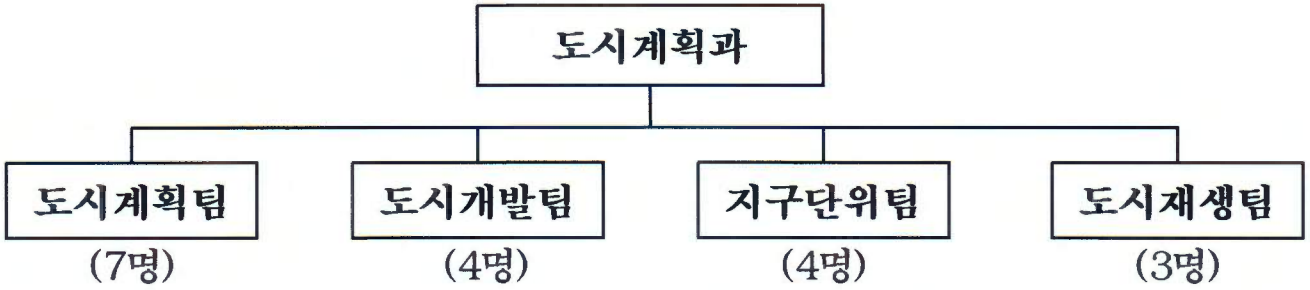 도시계획과
도시계획팀 도시개발팀 지구단위팀 도시재생팀
(7명) (4명) (4명) (3명)